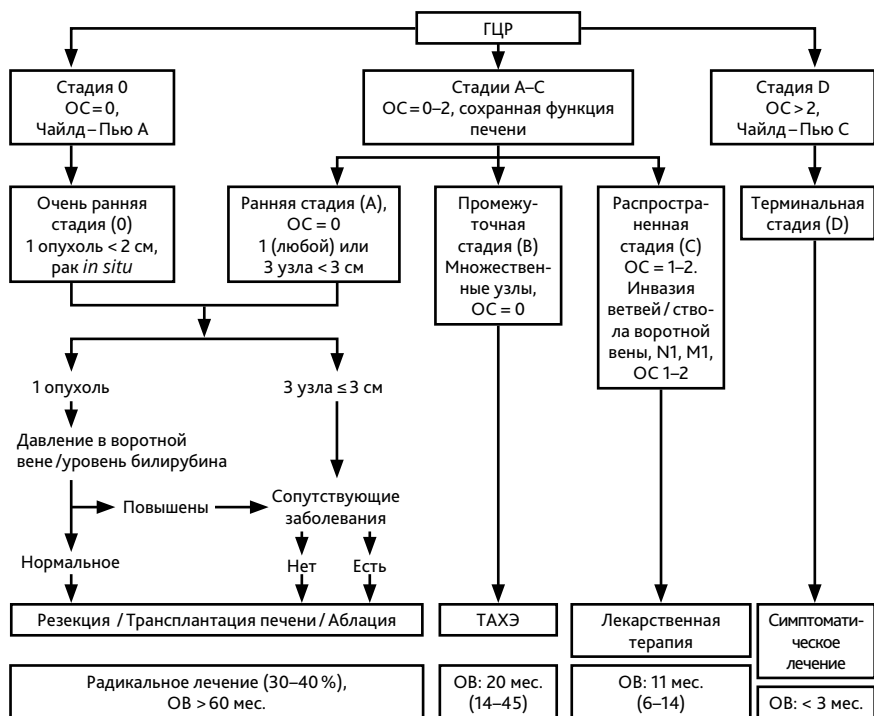 ГЦР
Стадия 0
ОС = 0,
Чайлд – Пью А
Стадии А–С
ОС = 0–2, сохранная функция
печени
Стадия D
ОС > 2,
Чайлд – Пью С
Очень ранняя
стадия (0)
1 опухоль < 2 см,
рак in situ
Ранняя стадия (А),
ОС = 0
1 (любой) или
3 узла < 3 см
Промежу-
точная
стадия (В)
Множествен-
ные узлы,
ОС = 0
Распростра-
ненная
стадия (С)
ОС = 1–2.
Инвазия
ветвей / ство-
ла воротной
вены, N1, M1,
ОС 1–2
Терминальная
стадия (D)
1 опухоль
3 узла ≤ 3 см
Давление в воротной
вене / уровень билирубина
Повышены
Сопутствующие
заболевания
Нормальное
Нет
Есть
Резекция / Трансплантация печени / Аблация
ТАХЭ
Лекарственная
терапия
Симптомати-
ческое
лечение
Радикальное лечение (30–40 %),
ОВ > 60 мес.
ОВ: 20 мес.
(14–45)
ОВ: 11 мес.
(6–14)
ОВ: < 3 мес.